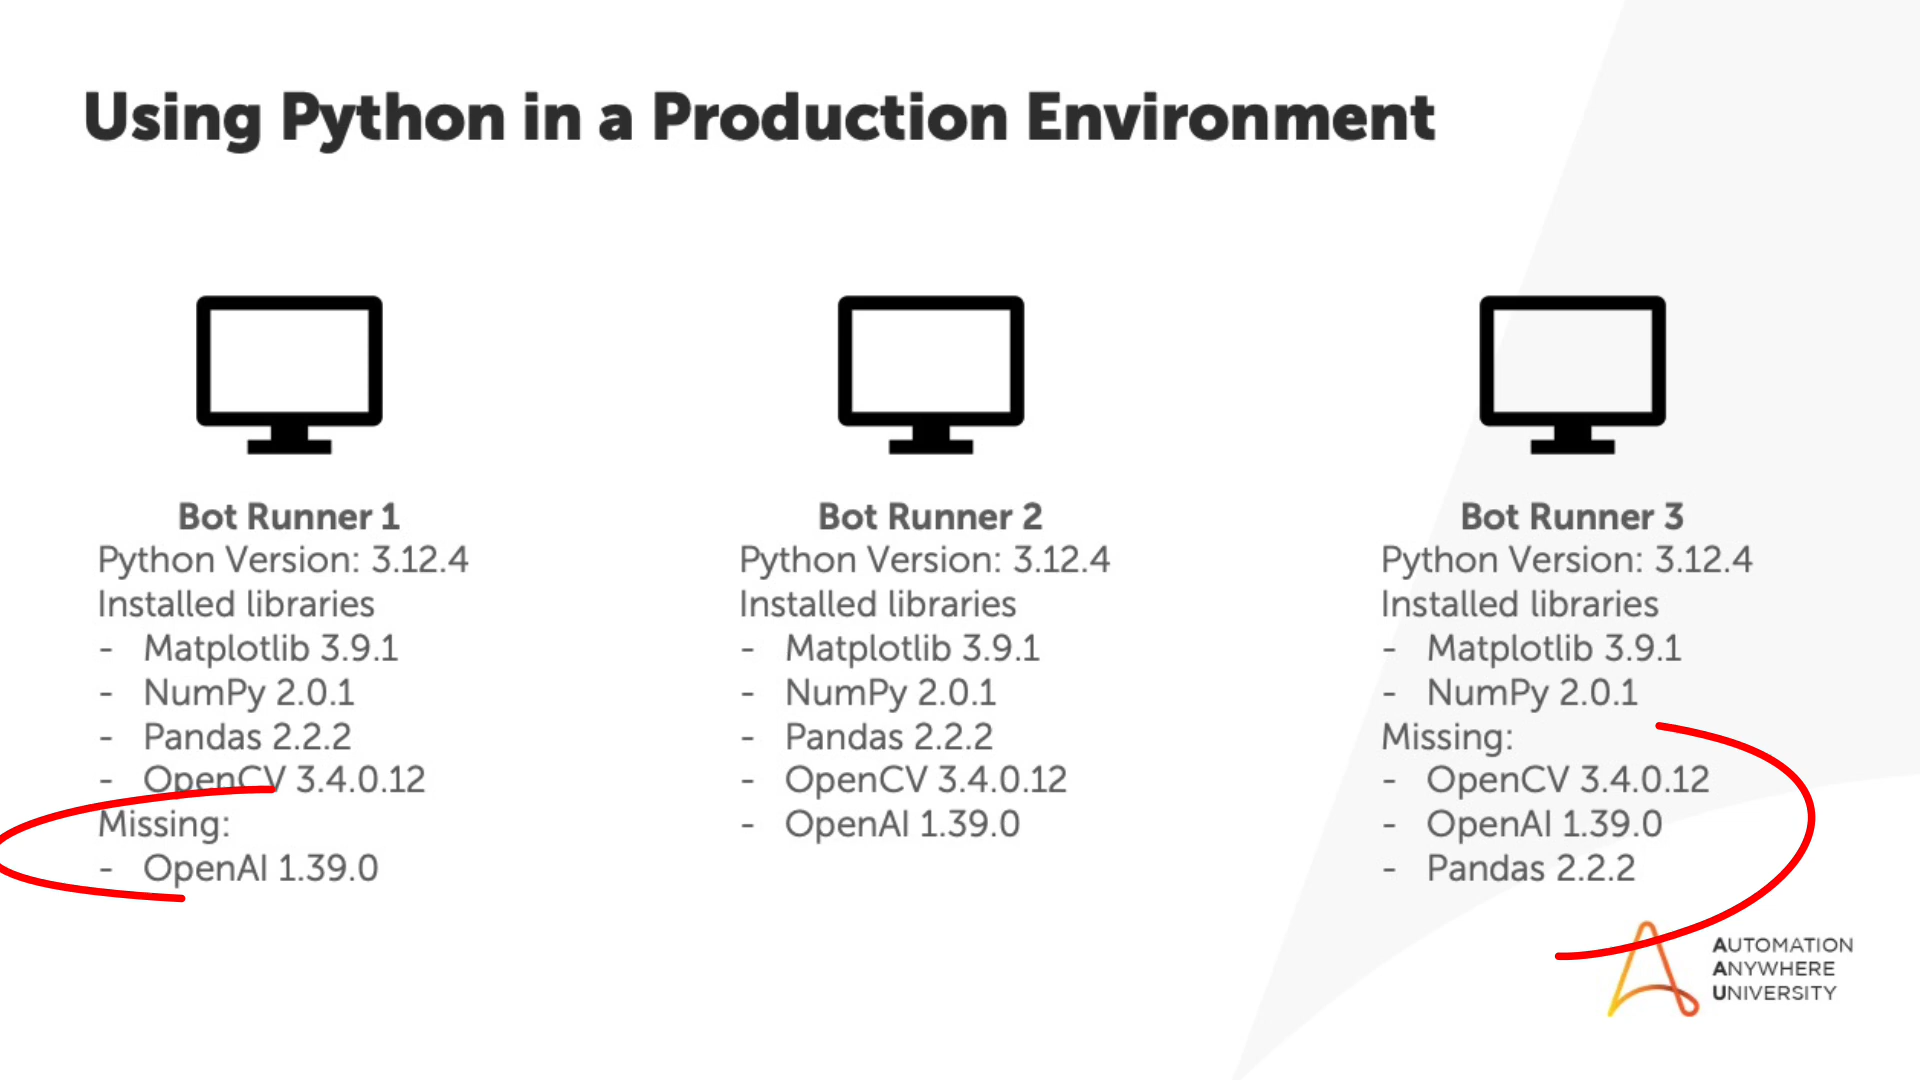 Using Python in a Production Environment
Bot Runner 1
Python Version: 3.12.4
Installed libraries
- Matplotlib 3.9.1
- NumPy 2.0.1
- Pandas 2.2.2
- OpenCV 3.4.0.12
Missing:
- OpenAI 1.39.0
Bot Runner 2
Python Version: 3.12.4
Installed libraries
- Matplotlib 3.9.1
- NumPy 2.0.1
- Pandas 2.2.2
- OpenCV 3.4.0.12
- OpenAI 1.39.0
Bot Runner 3
Python Version: 3.12.4
Installed libraries
- Matplotlib 3.9.1
- NumPy 2.0.1
Missing:
- OpenCV 3.4.0.12
- OpenAI 1.39.0
- Pandas 2.2.2
AUTOMATION
ANYWHERE
UNIVERSITY